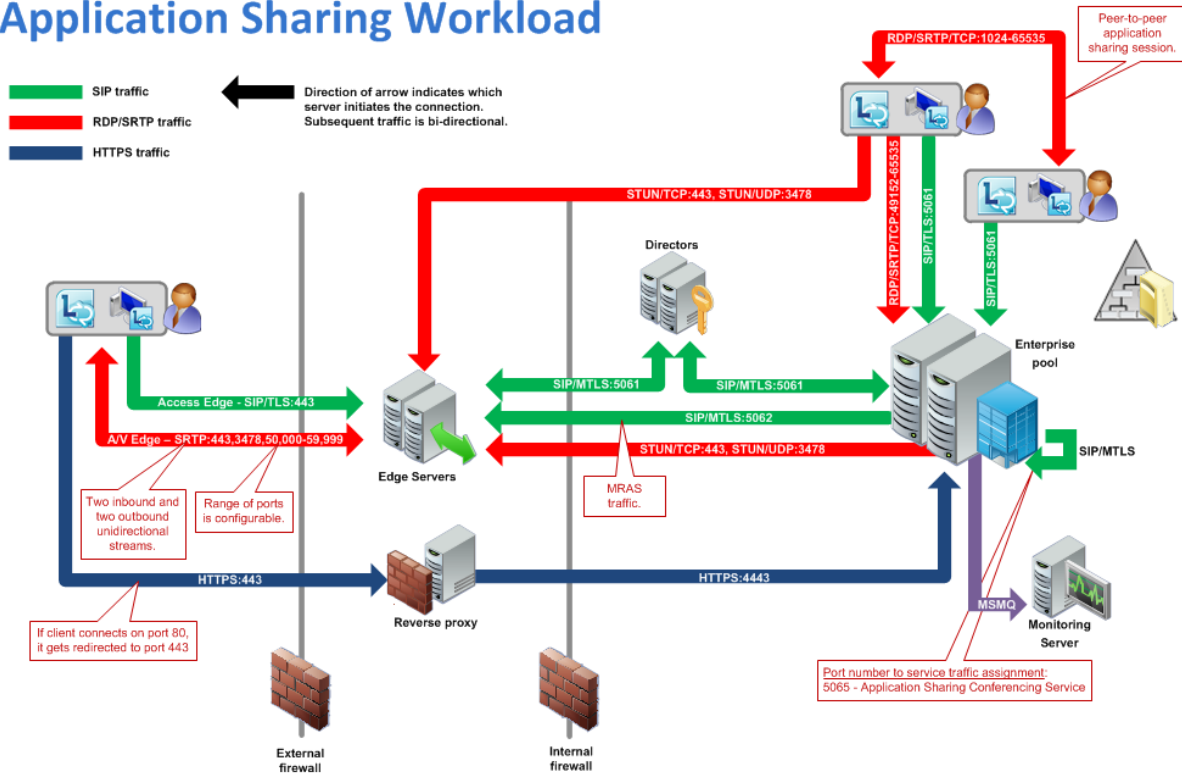 Application Sharing Workload
SIP traffic
RDP/SRTP traffic
HTTPS traffic
Direction of arrow indicates which
server initiates the connection.
Subsequent traffic is bi-directional.
RDP/SRTP/TCP:1024-65535
Peer-to-peer
application
sharing session.
STUN/TCP:443, STUN/UDP:3478
RDP/SRTP/TCP:49152-65535
SIP/TLS:5061
SIP/TLS:5061
Directors
Enterprise
pool
SIP/MTLS:5061
SIP/MTLS:5061
Access Edge - SIP/TLS:443
SIP/MTLS:5062
A/V Edge – SRTP:443,3478,50,000-59,999
STUN/TCP:443, STUN/UDP:3478
SIP/MTLS
Edge Servers
Two inbound and
two outbound
unidirectional
streams.
Range of ports
is configurable.
MRAS
traffic.
HTTPS:443
HTTPS:4443
MSMQ
Reverse proxy
Monitoring
Server
If client connects on port 80,
it gets redirected to port 443
Port number to service traffic assignment:
5065 - Application Sharing Conferencing Service
External
firewall
Internal
firewall